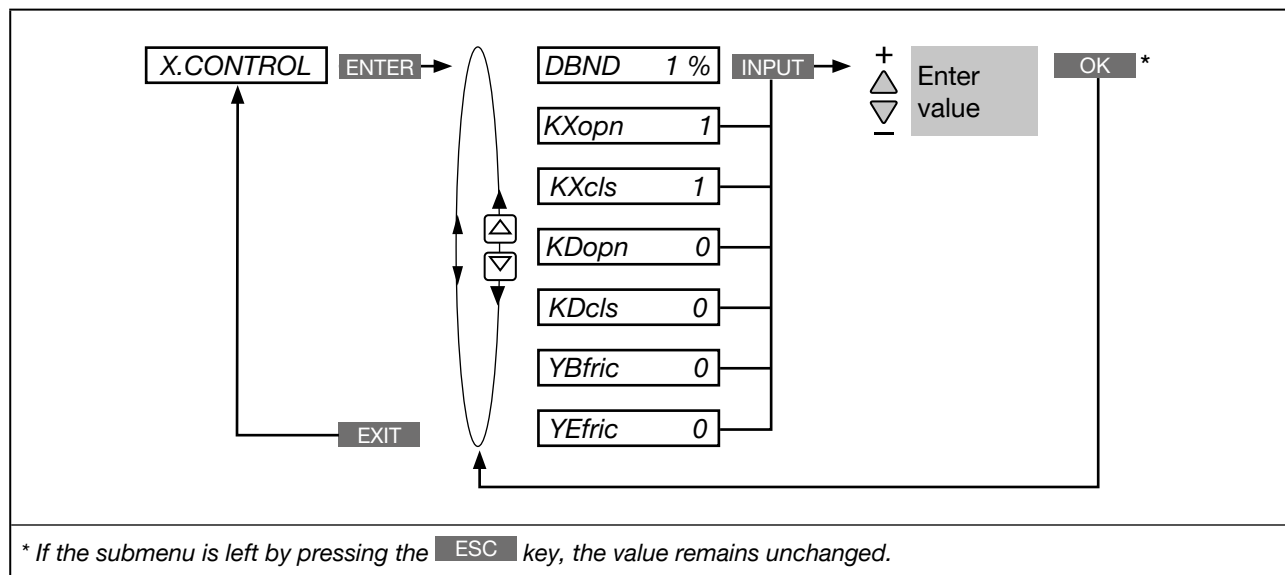 X.CONTROL ENTER DBND 1 % INPUT + Enter value − OK *
KXopn 1
KXcls 1
KDopn 0
KDcls 0
YBfric 0
YEfric 0
EXIT
* If the submenu is left by pressing the ESC key, the value remains unchanged.